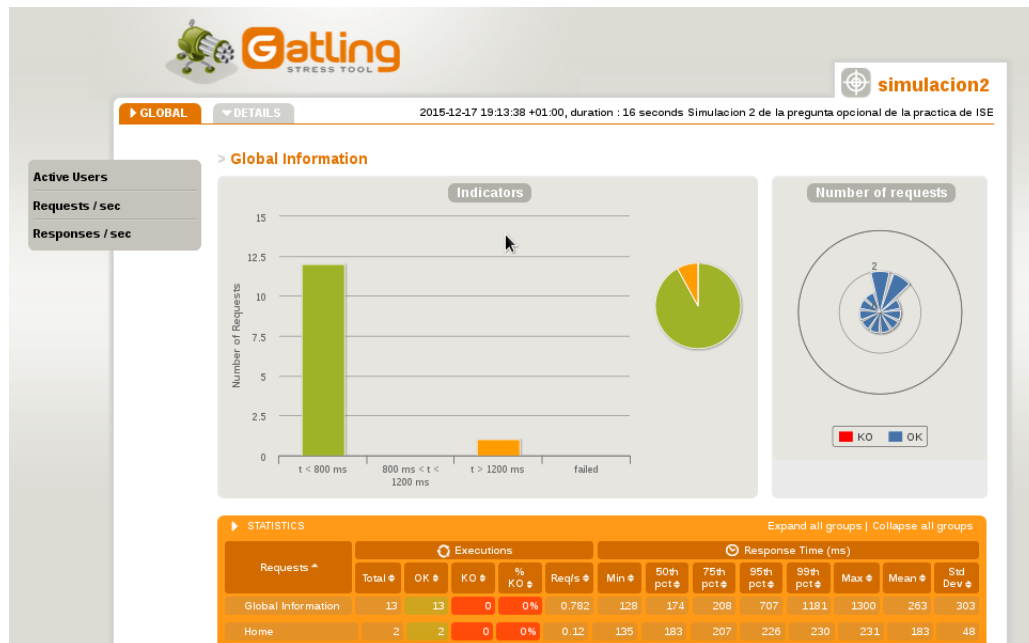 Gatling
STRESS TOOL
simulacion2
GLOBAL
DETAILS
2015-12-17 19:13:38 +01:00, duration : 16 seconds Simulacion 2 de la pregunta opcional de la practica de ISE
Active Users
Requests / sec
Responses / sec
> Global Information
Indicators
Number of Requests
15
12.5
10
7.5
5
2.5
0
t < 800 ms
800 ms < t < 1200 ms
t > 1200 ms
failed
Number of requests
2
KO OK
STATISTICS
Expand all groups | Collapse all groups
Requests
Executions
Response Time (ms)
Total OK KO % KO Req/s Min 50th pct 75th pct 95th pct 99th pct Max Mean Std Dev
Global Information 13 13 0 0% 0.782 128 174 208 707 1181 1300 263 303
Home 2 2 0 0% 0.12 135 183 207 226 230 231 183 48